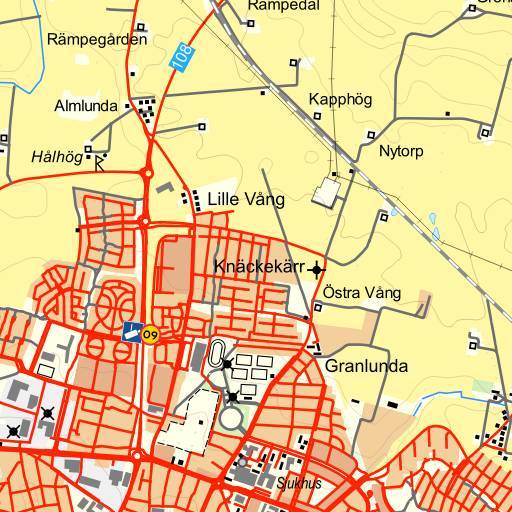 Rämpedal
Rämpegården
108
Almlunda
Kapphög
Hålhög
Nytorp
Lille Vång
Knäckekärr
Östra Vång
09
Granlunda
Sjukhus